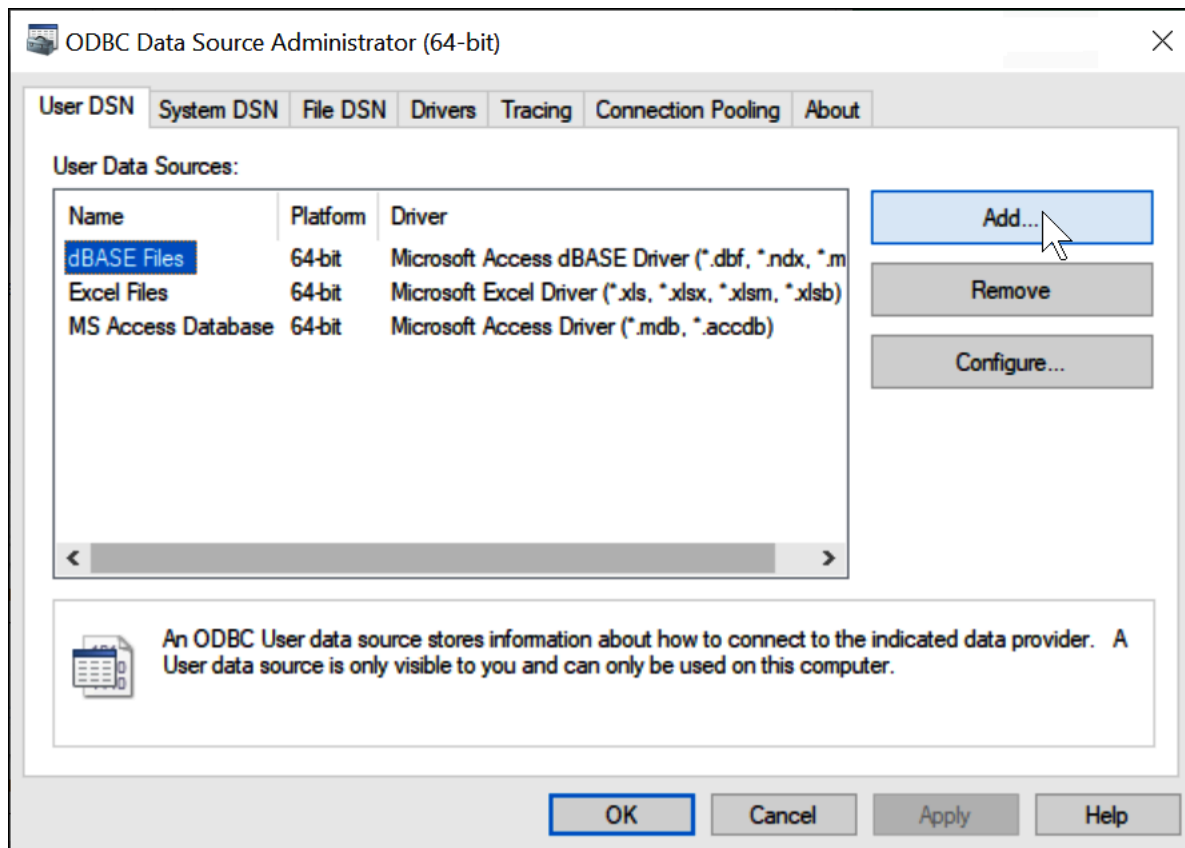 ODBC Data Source Administrator (64-bit)
User DSN System DSN File DSN Drivers Tracing Connection Pooling About
User Data Sources:
Name Platform Driver
dBASE Files 64-bit Microsoft Access dBASE Driver (*.dbf, *.ndx, *.m
Excel Files 64-bit Microsoft Excel Driver (*.xls, *.xlsx, *.xlsm, *.xlsb)
MS Access Database 64-bit Microsoft Access Driver (*.mdb, *.accdb)
Add...
Remove
Configure...
An ODBC User data source stores information about how to connect to the indicated data provider. A
User data source is only visible to you and can only be used on this computer.
OK Cancel Apply Help